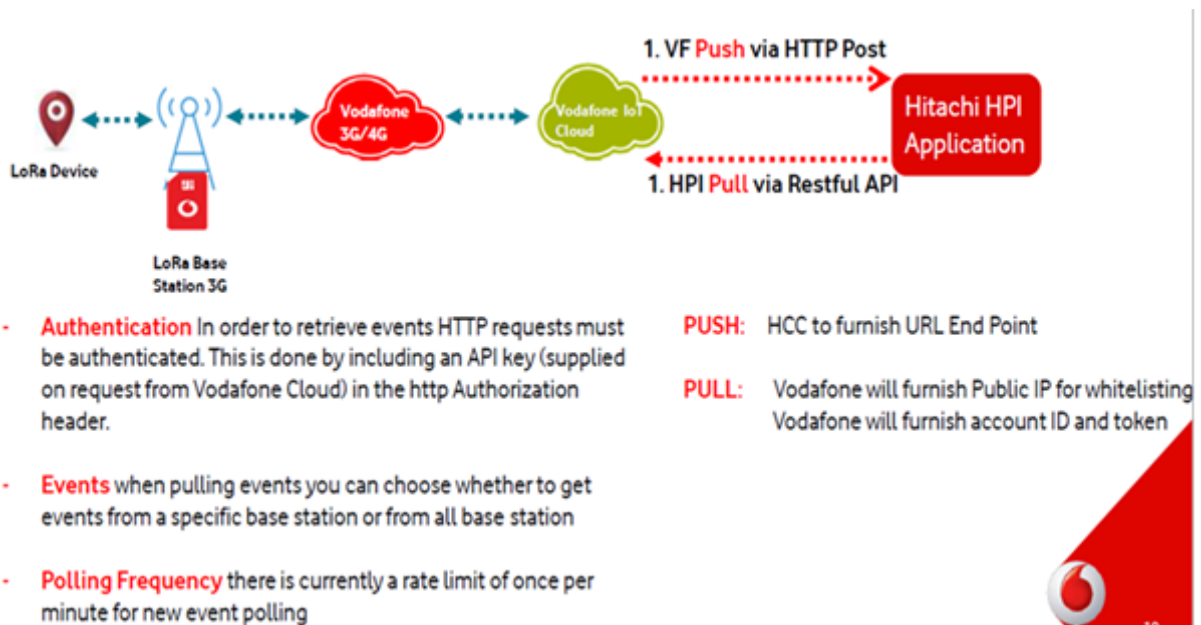 1. VF Push via HTTP Post
Vodafone
3G/4G
Vodafone IoT
Cloud
Hitachi HPI
Application
LoRa Device
1. HPI Pull via Restful API
LoRa Base
Station 3G
- Authentication In order to retrieve events HTTP requests must
be authenticated. This is done by including an API key (supplied
on request from Vodafone Cloud) in the http Authorization
header.
- Events when pulling events you can choose whether to get
events from a specific base station or from all base station
- Polling Frequency there is currently a rate limit of once per
minute for new event polling
PUSH: HCC to furnish URL End Point
PULL: Vodafone will furnish Public IP for whitelisting
Vodafone will furnish account ID and token